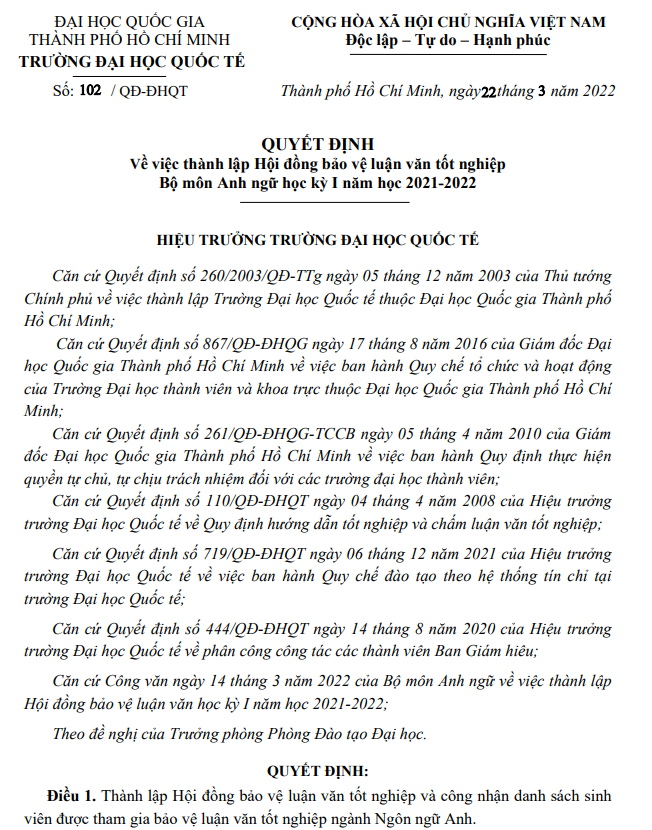 ĐẠI HỌC QUỐC GIA
THÀNH PHỐ HỒ CHÍ MINH
TRƯỜNG ĐẠI HỌC QUỐC TẾ
Số: 102 / QĐ-ĐHQT
CỘNG HÒA XÃ HỘI CHỦ NGHĨA VIỆT NAM
Độc lập – Tự do – Hạnh phúc
Thành phố Hồ Chí Minh, ngày 22 tháng 3 năm 2022
QUYẾT ĐỊNH
Về việc thành lập Hội đồng bảo vệ luận văn tốt nghiệp
Bộ môn Anh ngữ học kỳ I năm học 2021-2022
HIỆU TRƯỞNG TRƯỜNG ĐẠI HỌC QUỐC TẾ
Căn cứ Quyết định số 260/2003/QĐ-TTg ngày 05 tháng 12 năm 2003 của Thủ tướng
Chính phủ về việc thành lập Trường Đại học Quốc tế thuộc Đại học Quốc gia Thành phố
Hồ Chí Minh;
Căn cứ Quyết định số 867/QĐ-ĐHQG ngày 17 tháng 8 năm 2016 của Giám đốc Đại
học Quốc gia Thành phố Hồ Chí Minh về việc ban hành Quy chế tổ chức và hoạt động
của Trường Đại học thành viên và khoa trực thuộc Đại học Quốc gia Thành phố Hồ Chí
Minh;
Căn cứ Quyết định số 261/QĐ-ĐHQG-TCCB ngày 05 tháng 4 năm 2010 của Giám
đốc Đại học Quốc gia Thành phố Hồ Chí Minh về việc ban hành Quy định thực hiện
quyền tự chủ, tự chịu trách nhiệm đối với các trường đại học thành viên;
Căn cứ Quyết định số 110/QĐ-ĐHQT ngày 04 tháng 4 năm 2008 của Hiệu trưởng
trường Đại học Quốc tế về Quy định hướng dẫn tốt nghiệp và chấm luận văn tốt nghiệp;
Căn cứ Quyết định số 719/QĐ-ĐHQT ngày 06 tháng 12 năm 2021 của Hiệu trưởng
trường Đại học Quốc tế về việc ban hành Quy chế đào tạo theo hệ thống tín chỉ tại
trường Đại học Quốc tế;
Căn cứ Quyết định số 444/QĐ-ĐHQT ngày 14 tháng 8 năm 2020 của Hiệu trưởng
trường Đại học Quốc tế về phân công công tác các thành viên Ban Giám hiêu;
Căn cứ Công văn ngày 14 tháng 3 năm 2022 của Bộ môn Anh ngữ về việc thành lập
Hội đồng bảo vệ luận văn học kỳ I năm học 2021-2022;
Theo đề nghị của Trưởng phòng Phòng Đào tạo Đại học.
QUYẾT ĐỊNH:
Điều 1. Thành lập Hội đồng bảo vệ luận văn tốt nghiệp và công nhận danh sách sinh
viên được tham gia bảo vệ luận văn tốt nghiệp ngành Ngôn ngữ Anh.